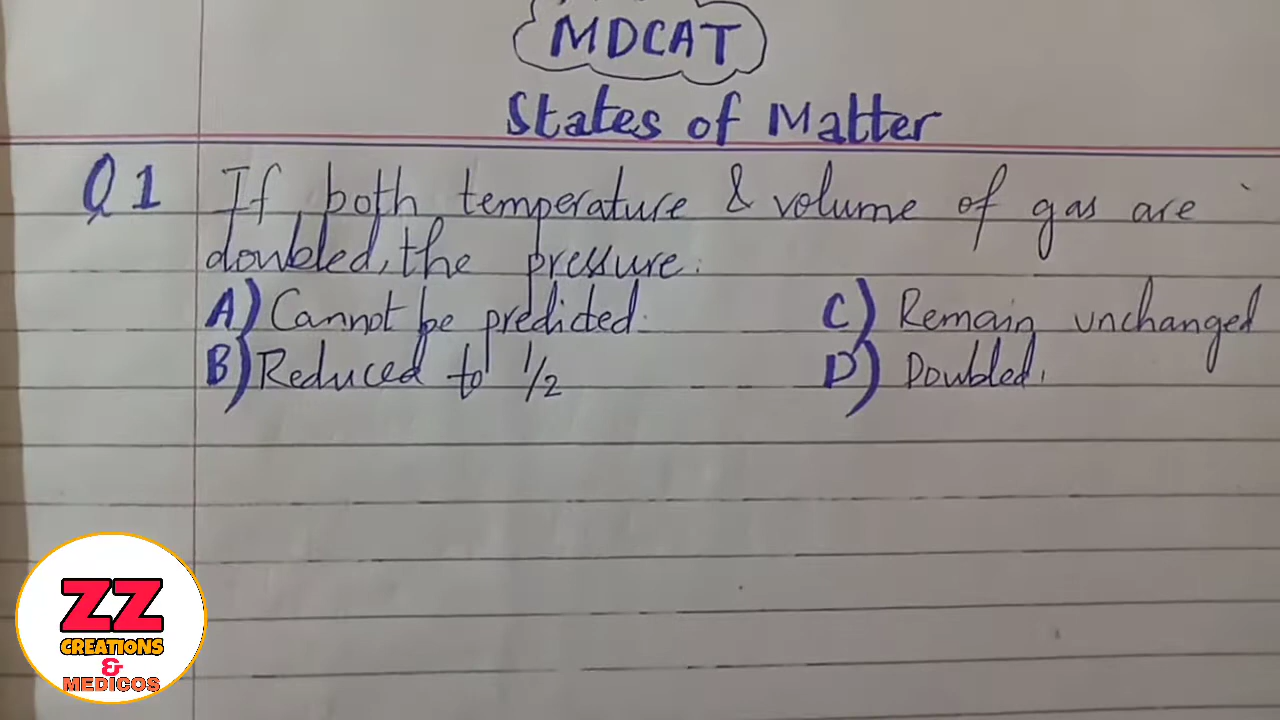 MDCAT
States of Matter
Q1 If both temperature & volume of gas are
doubled, the pressure.
A) Cannot be predicted.
C) Remain unchanged
B) Reduced to 1/2
D) Doubled.
ZZ
CREATIONS
&
MEDICOS